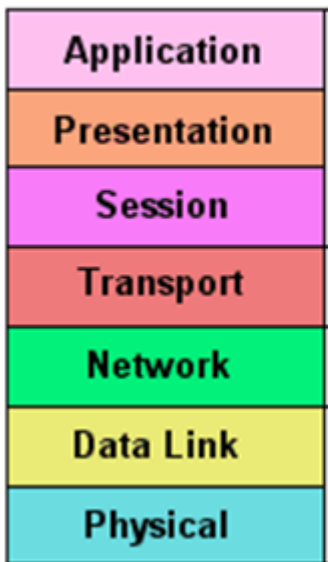 Application
Presentation
Session
Transport
Network
Data Link
Physical